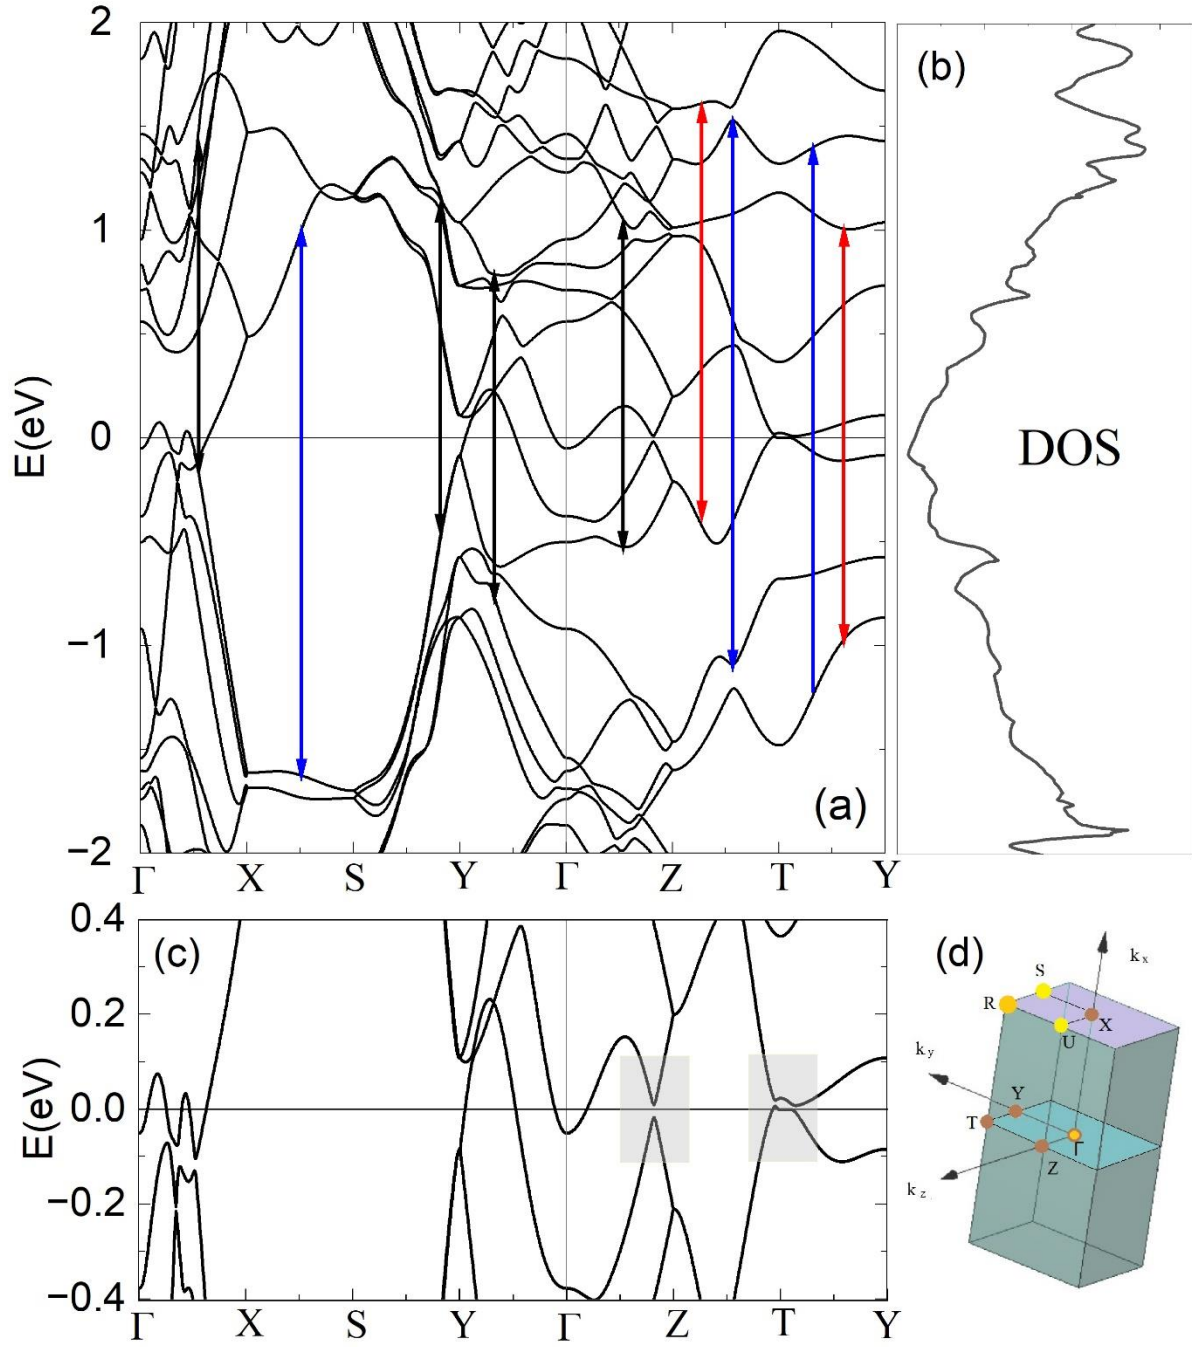 2
(b)
1
E(eV)
0
DOS
−1
(a)
−2
Γ X S Y Γ Z T Y
0.4
(c)
(d)
0.2
E(eV)
0.0
−0.2
−0.4
Γ X S Y Γ Z T Y
k x
S
R
X
U
k y
Y
T
Γ
Z
k z